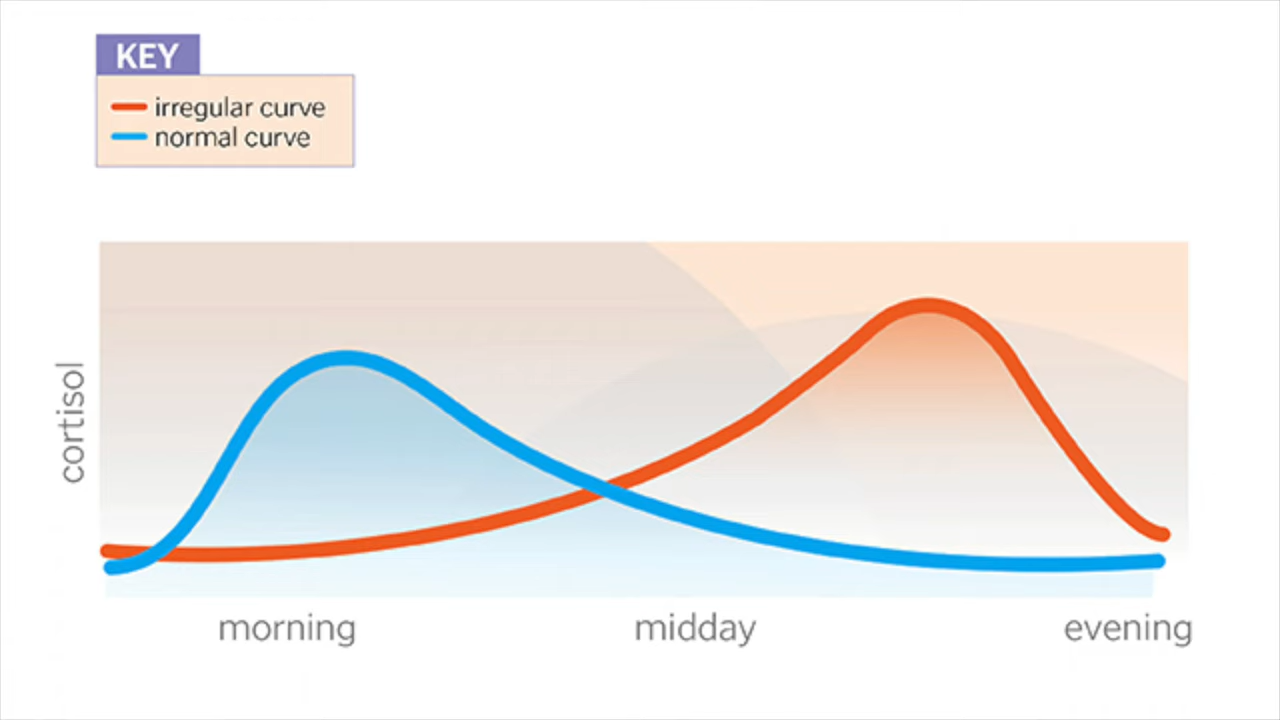 KEY
irregular curve
normal curve
cortisol
morning midday evening